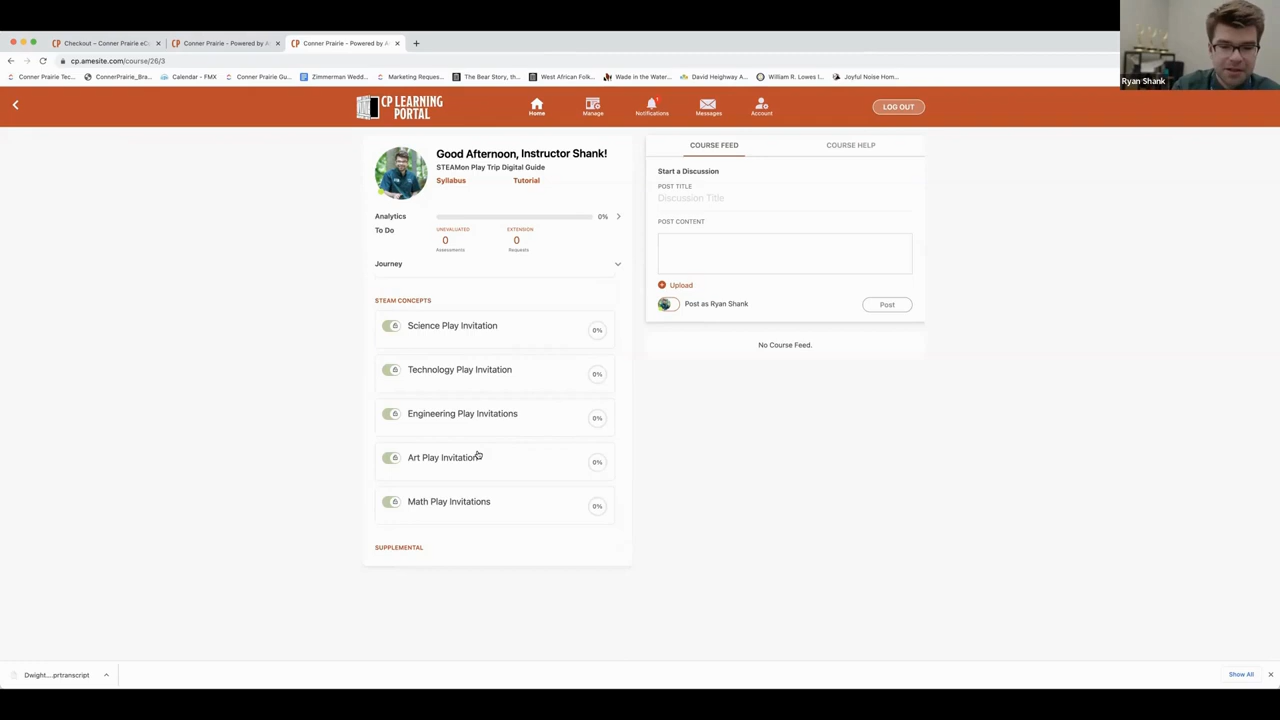 Checkout – Conner Prairie eCo
Conner Prairie - Powered by A
Conner Prairie - Powered by A
cp.amesite.com/course/26/3
Conner Prairie Tec...
ConnerPrairie_Bra...
Calendar - FMX
Conner Prairie Gu...
Zimmerman Wedd...
Marketing Reques...
The Bear Story, th...
West African Folk...
Wade in the Water...
David Heighway A...
William R. Lowes I...
Joyful Noise Hom...
Ryan Shank
CP LEARNING
PORTAL
Home
Manage
Notifications
Messages
Account
LOG OUT
Good Afternoon, Instructor Shank!
STEAMon Play Trip Digital Guide
Syllabus
Tutorial
Analytics
0%
To Do
UNEVALUATED
0
Assessments
EXTENSION
0
Requests
Journey
STEAM CONCEPTS
Science Play Invitation
0%
Technology Play Invitation
0%
Engineering Play Invitations
0%
Art Play Invitation
0%
Math Play Invitations
0%
SUPPLEMENTAL
COURSE FEED
COURSE HELP
Start a Discussion
POST TITLE
Discussion Title
POST CONTENT
Upload
Post as Ryan Shank
Post
No Course Feed.
Dwight....prtranscript
Show All